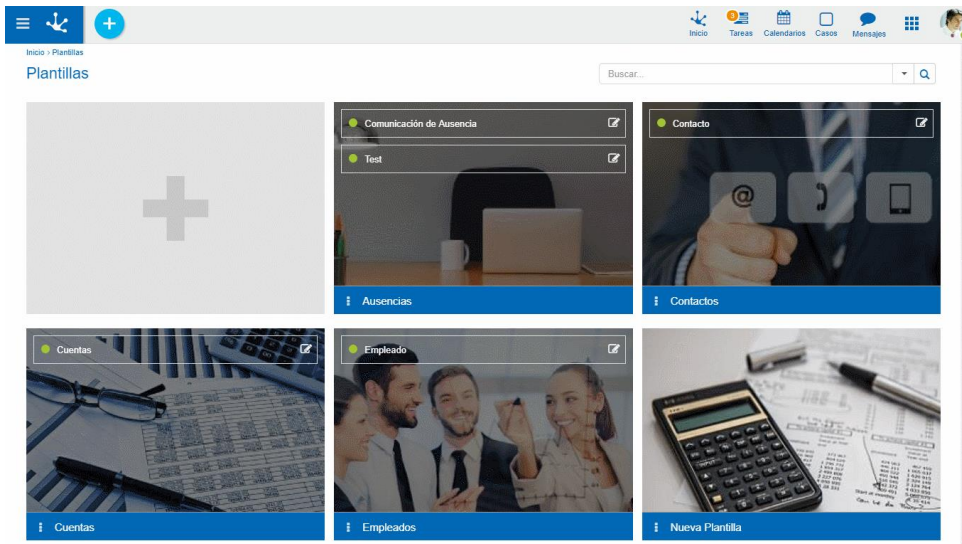 3
Inicio
Tareas
Calendarios
Casos
Mensajes
Inicio › Plantillas
Plantillas
Buscar...
Comunicación de Ausencia
Test
Ausencias
Contacto
@
Contactos
Cuentas
Cuentas
Empleado
Empleados
Nueva Plantilla